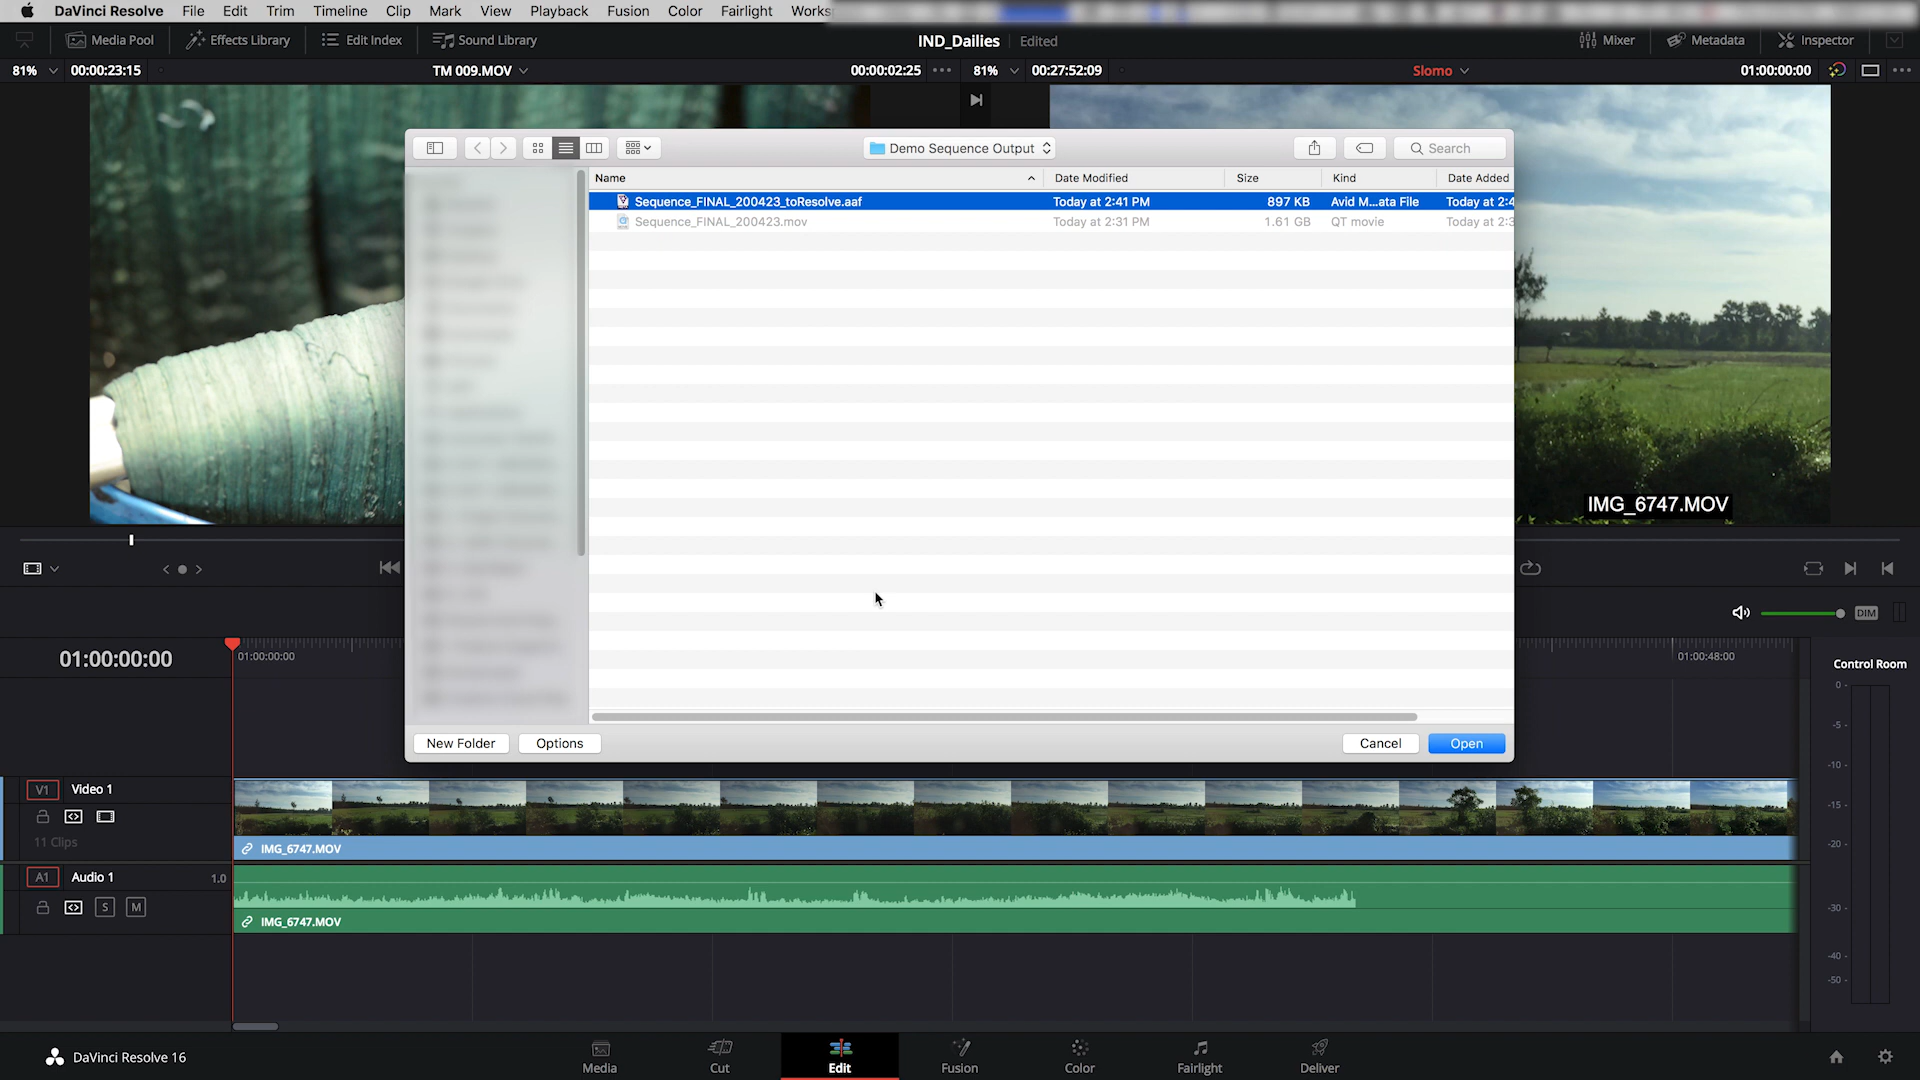 DaVinci Resolve File Edit Trim Timeline Clip Mark View Playback Fusion Color Fairlight Works
Media Pool Effects Library Edit Index Sound Library IND_Dailies Edited Mixer Metadata Inspector
81% 00:00:23:15 TM 009.MOV 00:00:02:25 81% 00:27:52:09 Slomo 01:00:00:00
Demo Sequence Output Search
Name Date Modified Size Kind Date Added
Sequence_FINAL_200423_toResolve.aaf Today at 2:41 PM 897 KB Avid M...ata File Today at 2:4
Sequence_FINAL_200423.mov Today at 2:31 PM 1.61 GB QT movie Today at 2:3
IMG_6747.MOV
DIM
01:00:00:00 01:00:00:00 01:00:48:00
Control Room
New Folder Options Cancel Open
V1 Video 1
11 Clips
IMG_6747.MOV
A1 Audio 1 1.0
S M
IMG_6747.MOV
0
-5
-10
-15
-20
-30
-40
-50
DaVinci Resolve 16 Media Cut Edit Fusion Color Fairlight Deliver